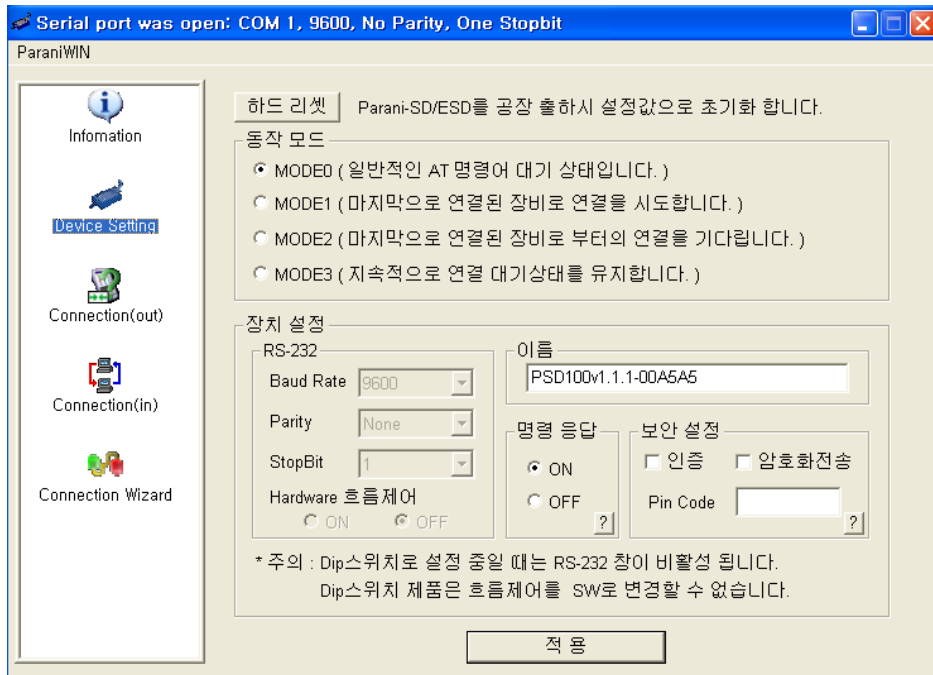 Serial port was open: COM 1, 9600, No Parity, One Stopbit
ParaniWIN
Infomation
Device Setting
Connection(out)
Connection(in)
Connection Wizard
하드 리셋 Parani-SD/ESD를 공장 출하시 설정값으로 초기화 합니다.
동작 모드
MODE0 ( 일반적인 AT 명령어 대기 상태입니다. )
MODE1 ( 마지막으로 연결된 장비로 연결을 시도합니다. )
MODE2 ( 마지막으로 연결된 장비로 부터의 연결을 기다립니다. )
MODE3 ( 지속적으로 연결 대기상태를 유지합니다. )
장치 설정
RS-232
Baud Rate 9600
Parity None
StopBit 1
Hardware 흐름제어
ON OFF
이름
PSD100v1.1.1-00A5A5
명령 응답
ON
OFF
?
보안 설정
인증 암호화전송
Pin Code
?
* 주의 : Dip스위치로 설정 중일 때는 RS-232 창이 비활성 됩니다.
Dip스위치 제품은 흐름제어를 SW로 변경할 수 없습니다.
적 용